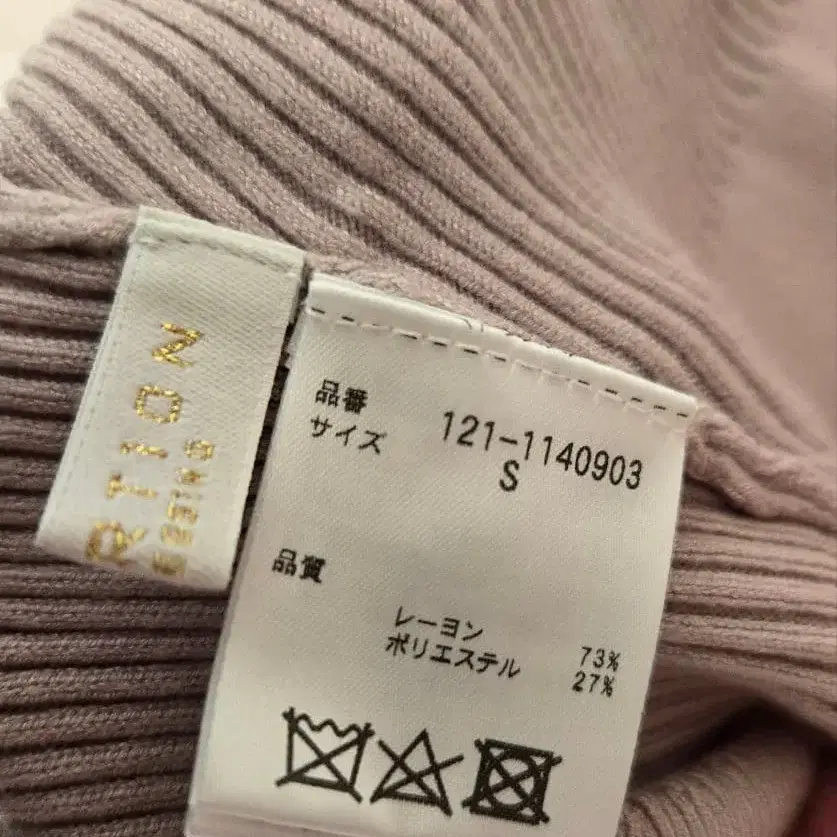 品番 121-1140903
サイズ S
品質
レーヨン 73%
ポリエステル 27%